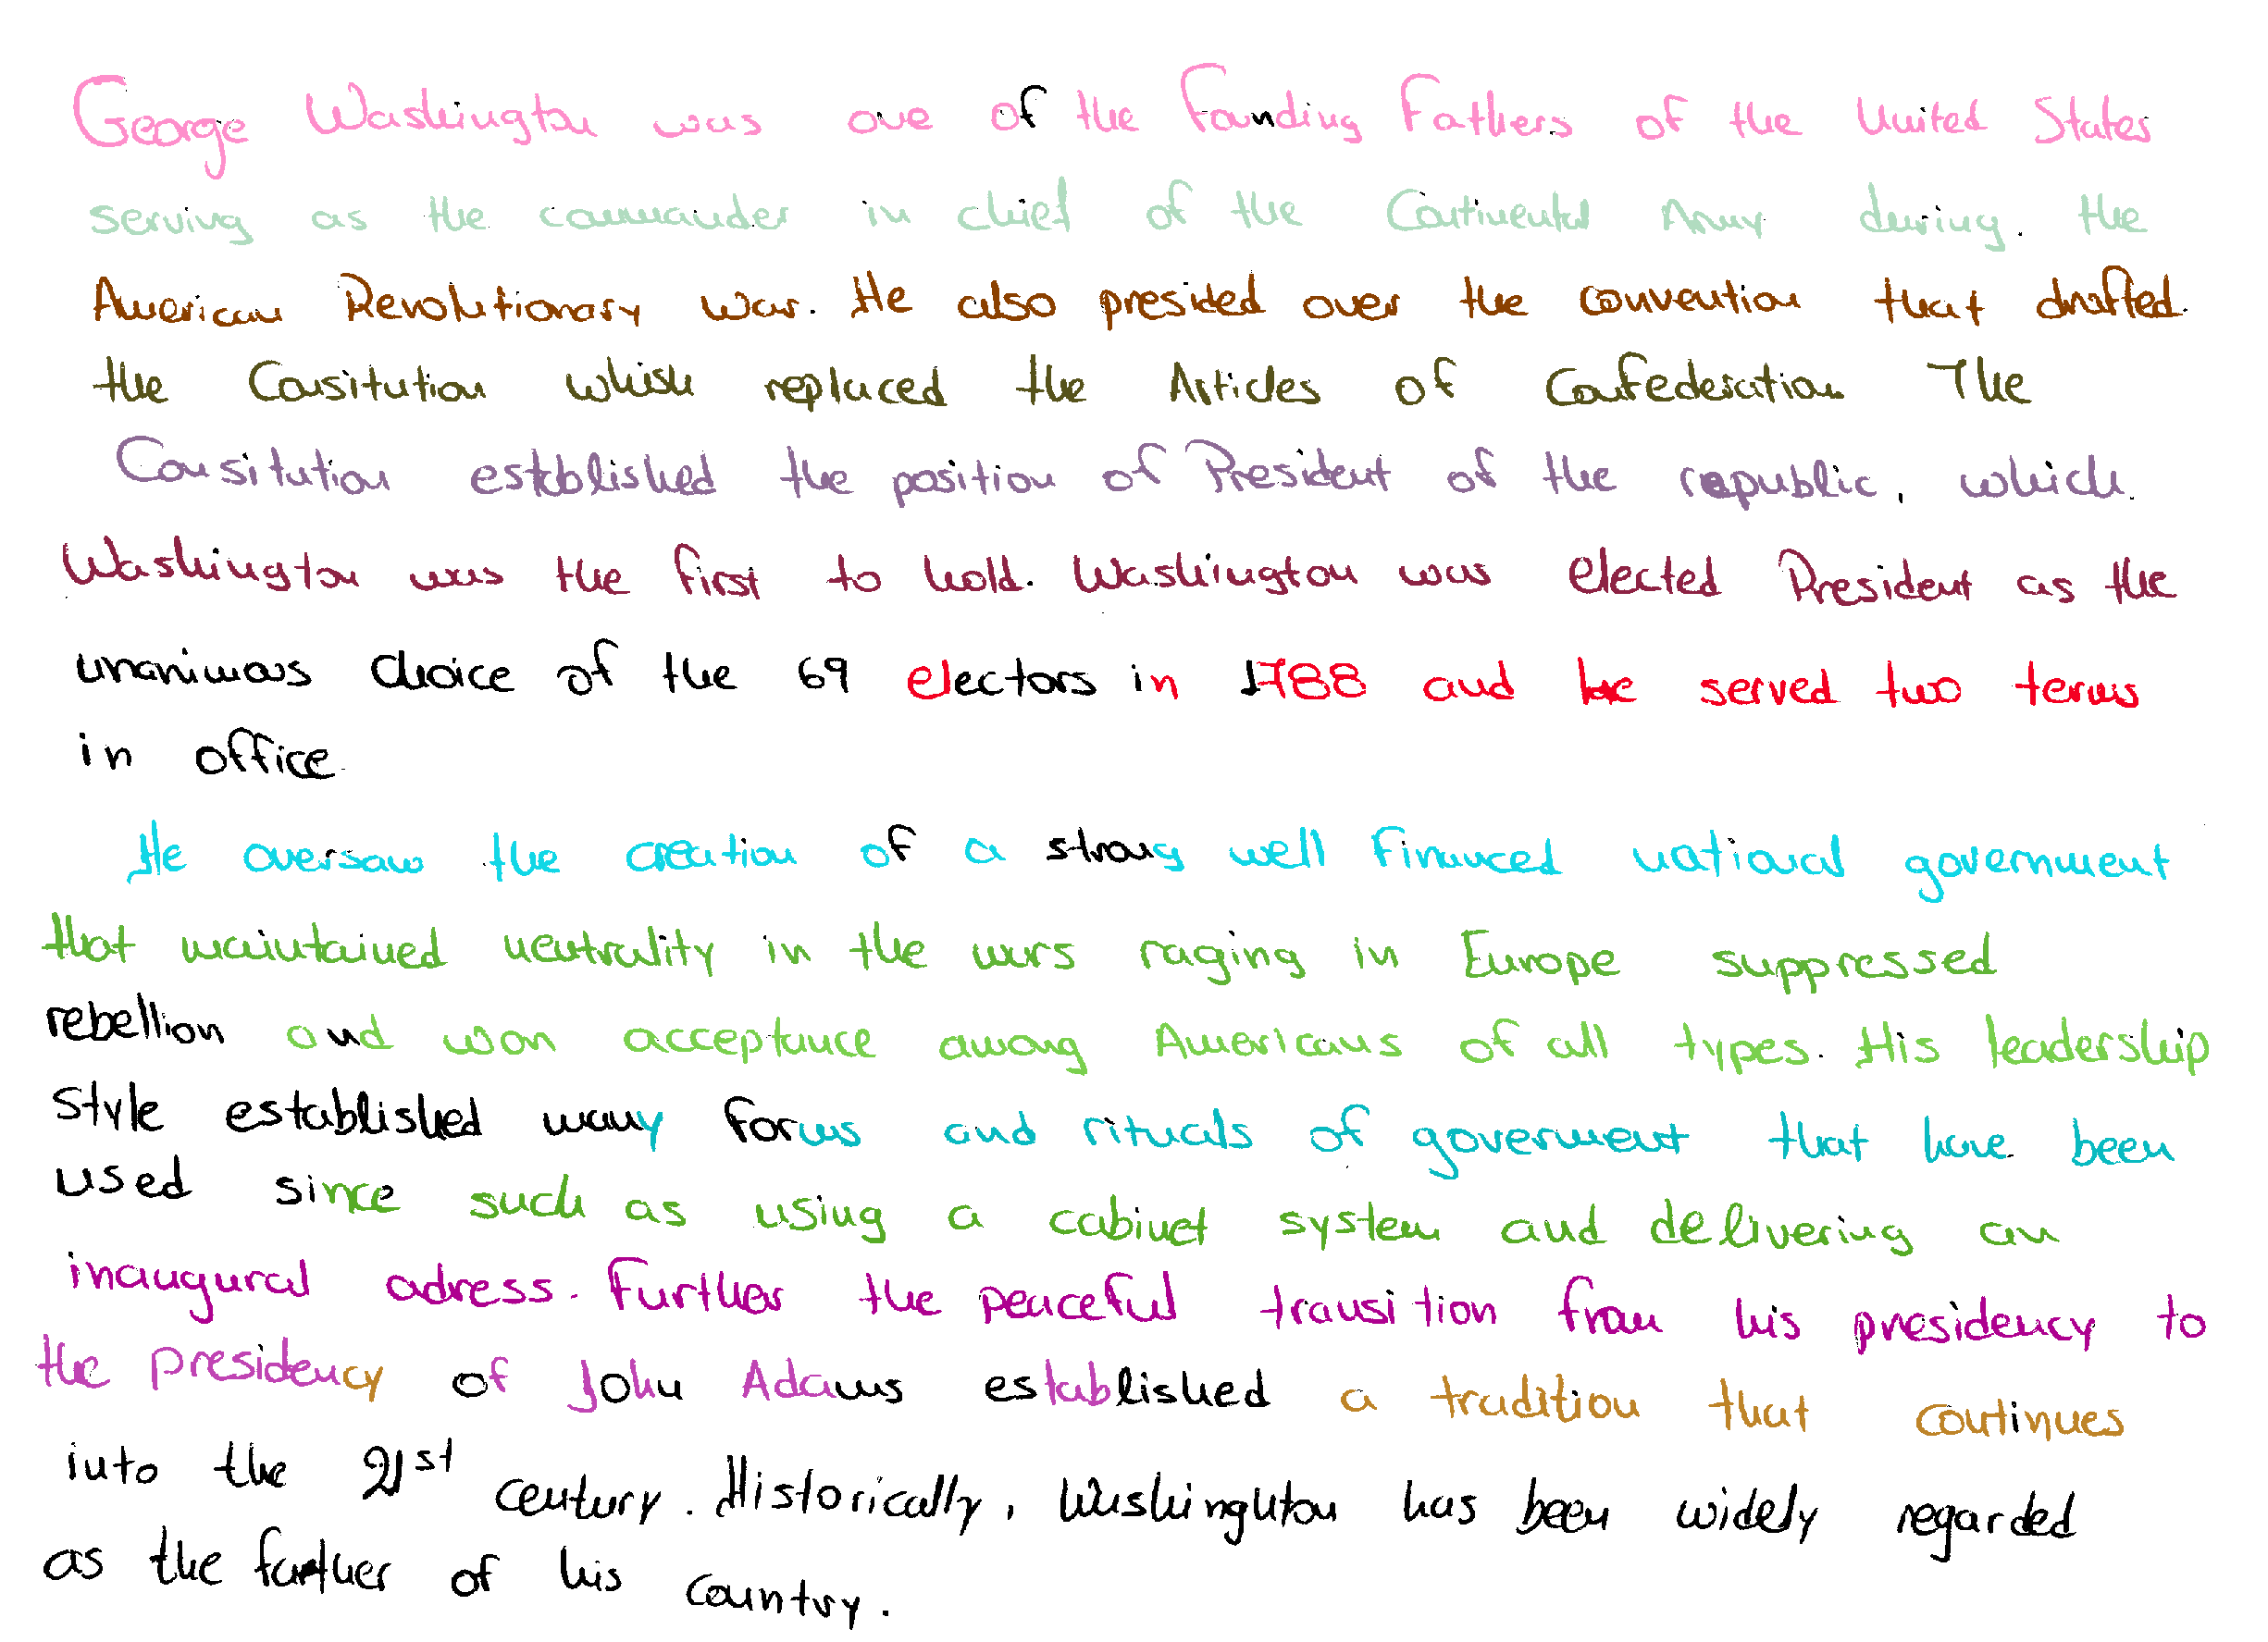 George Washington was one of the Founding Fathers of the United States
serving as the commander in chief of the Continental Army during the
American Revolutionary war. He also presided over the convention that drafted
the Consitution whish replaced the Articles of Confederation The
Consitution established the position of President of the republic, which
Washington was the first to hold. Washington was elected President as the
unanimous choice of the 69 electors in 1788 and he served two terms
in office.
He oversaw the creation of a strong well financed national government
that maintained neutrality in the wars raging in Europe suppressed
rebellion and won acceptance among Americans of all types. His leadership
style established many forms and rituals of goverment that have been
used since such as using a cabinet system and delivering an
inaugural adress. Further the peaceful transition from his presidency to
the presidency of John Adams established a tradition that continues
into the 21st century. Historically, Washinghton has been widely regarded
as the farther of his country.